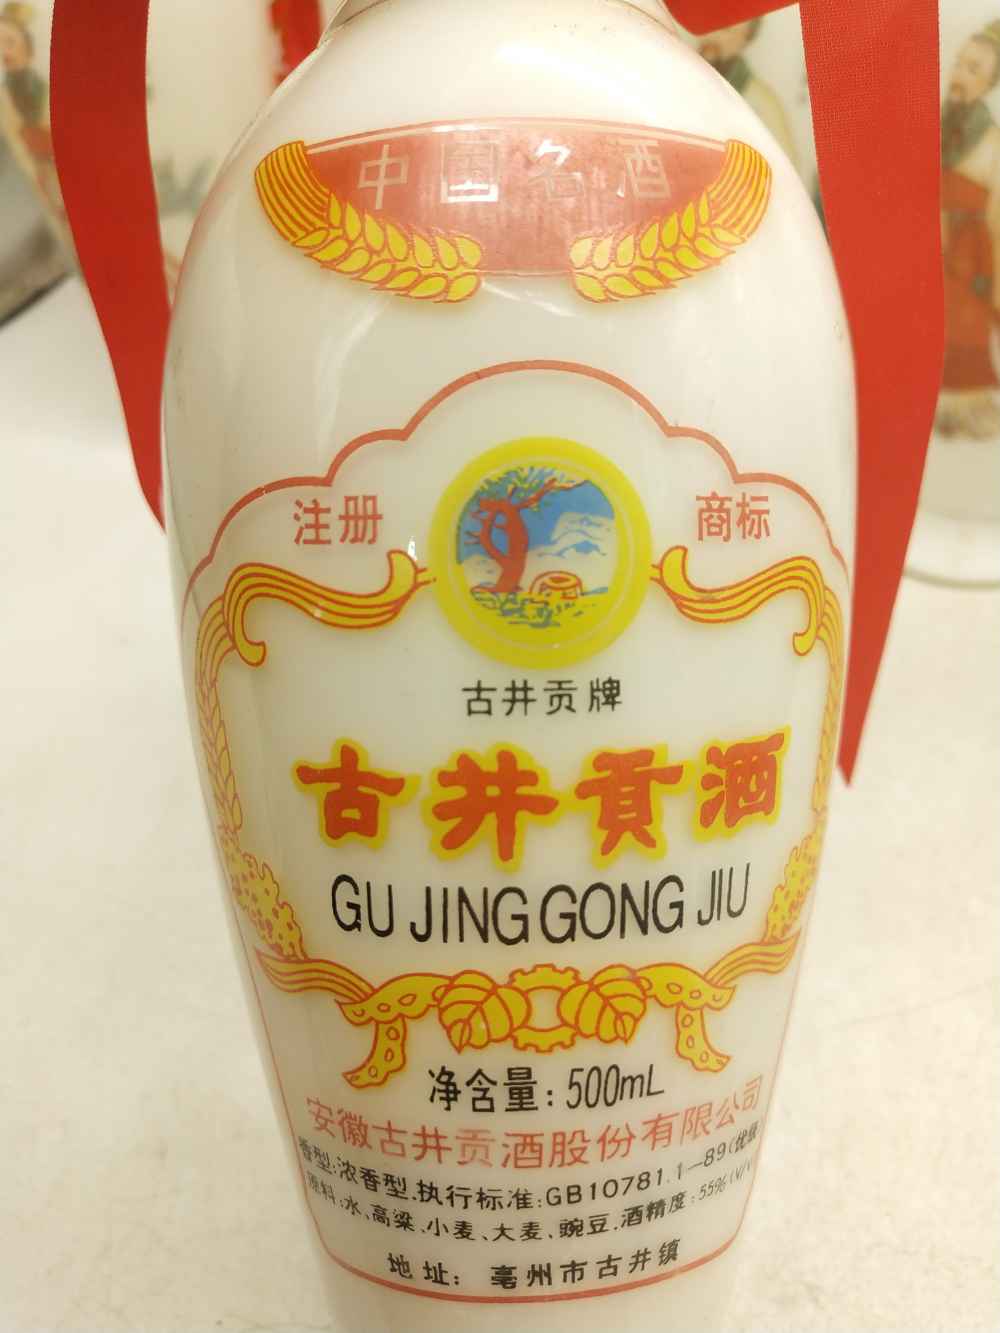 中国名酒
注册 商标
古井贡牌
古井贡酒
GU JING GONG JIU
净含量:500mL
安徽古井贡酒股份有限公司
香型:浓香型.执行标准:GB10781.1-89(优级
原料:水、高粱、小麦、大麦、豌豆.酒精度:55%(V/V
地址: 亳州市古井镇